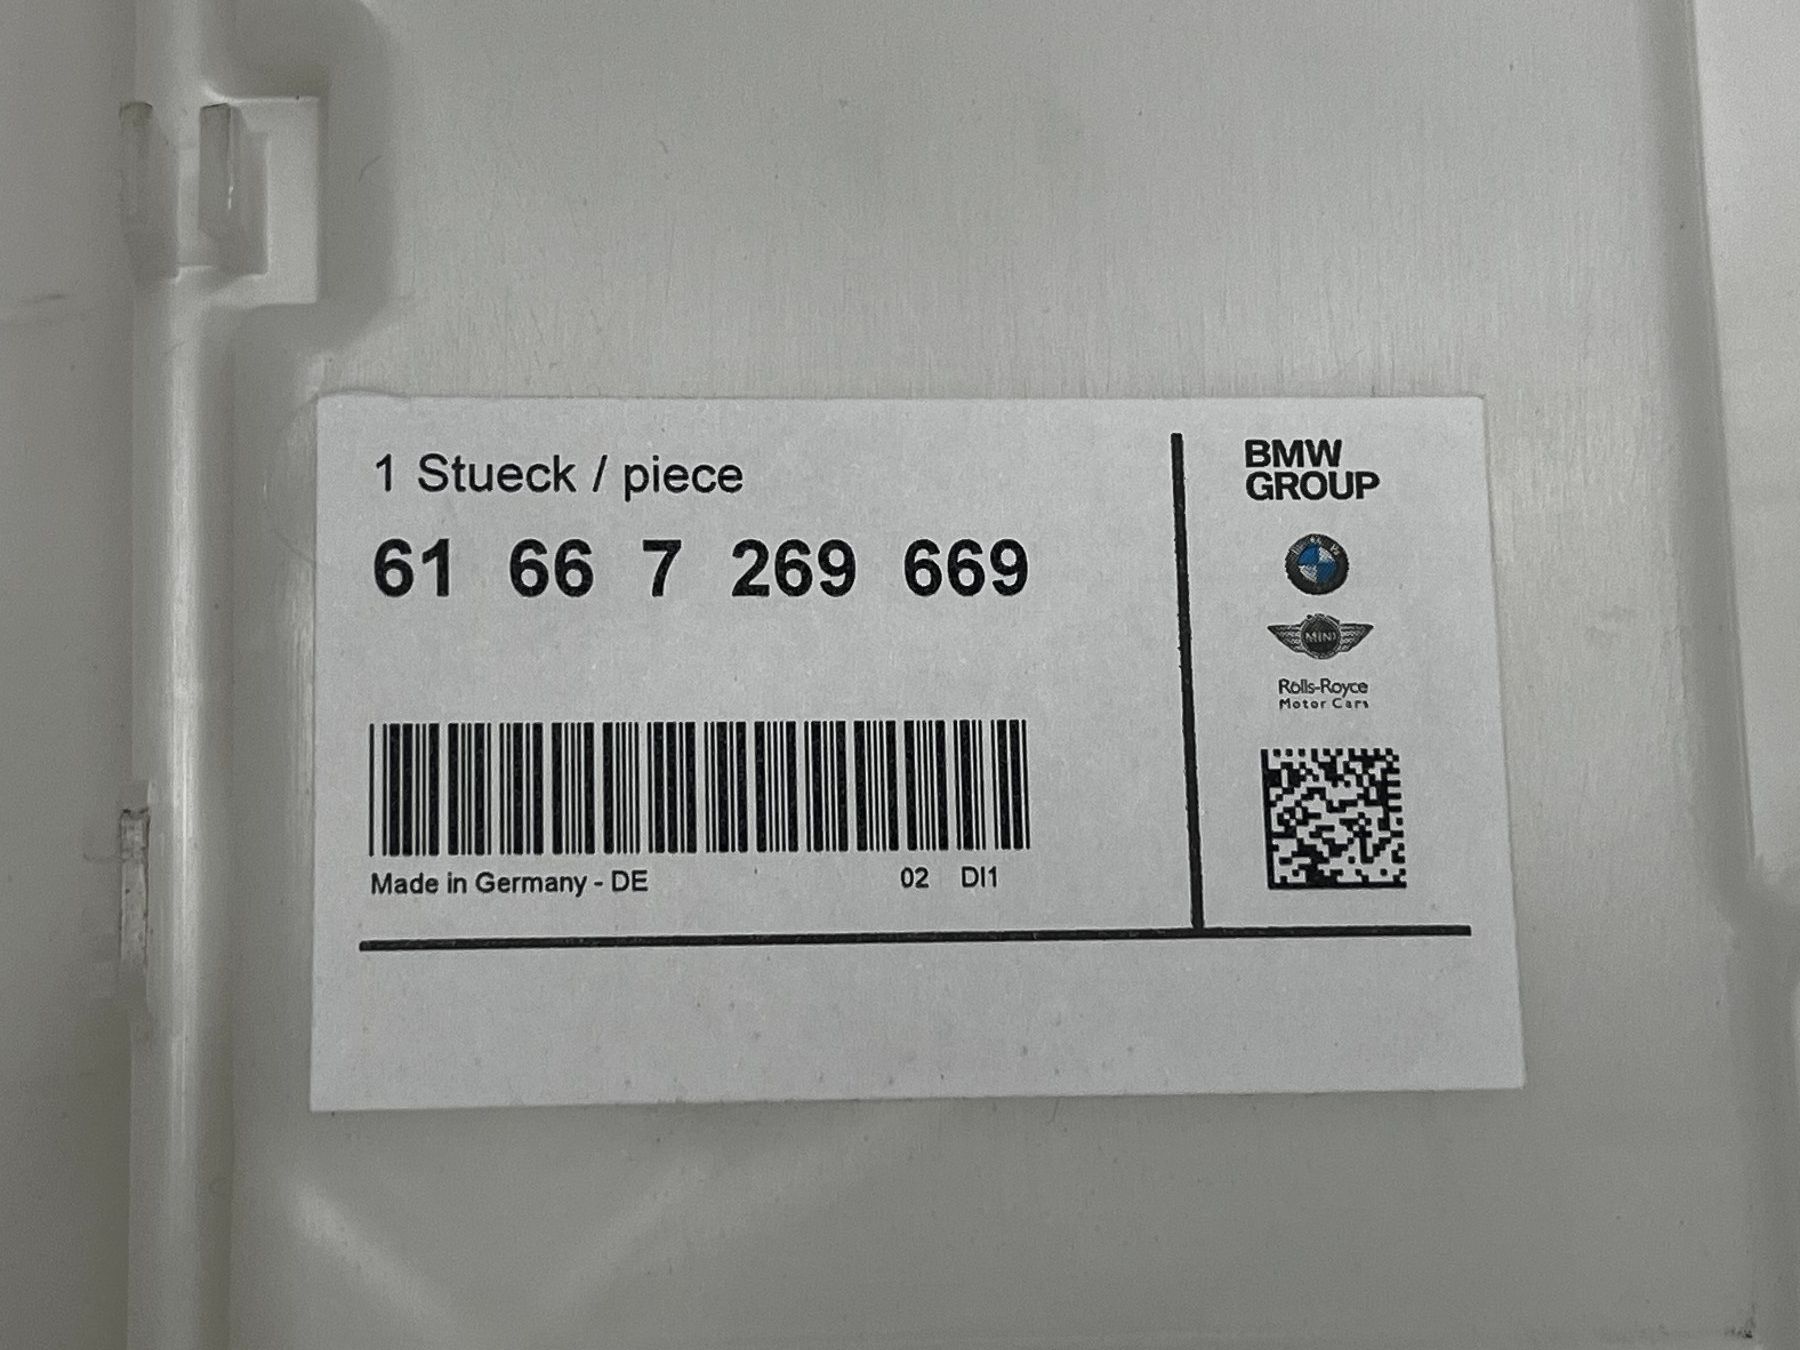 1 Stueck / piece
61 66 7 269 669
Made in Germany - DE 02 DI1
BMW
GROUP
MINI
Rolls-Royce
Motor Cars